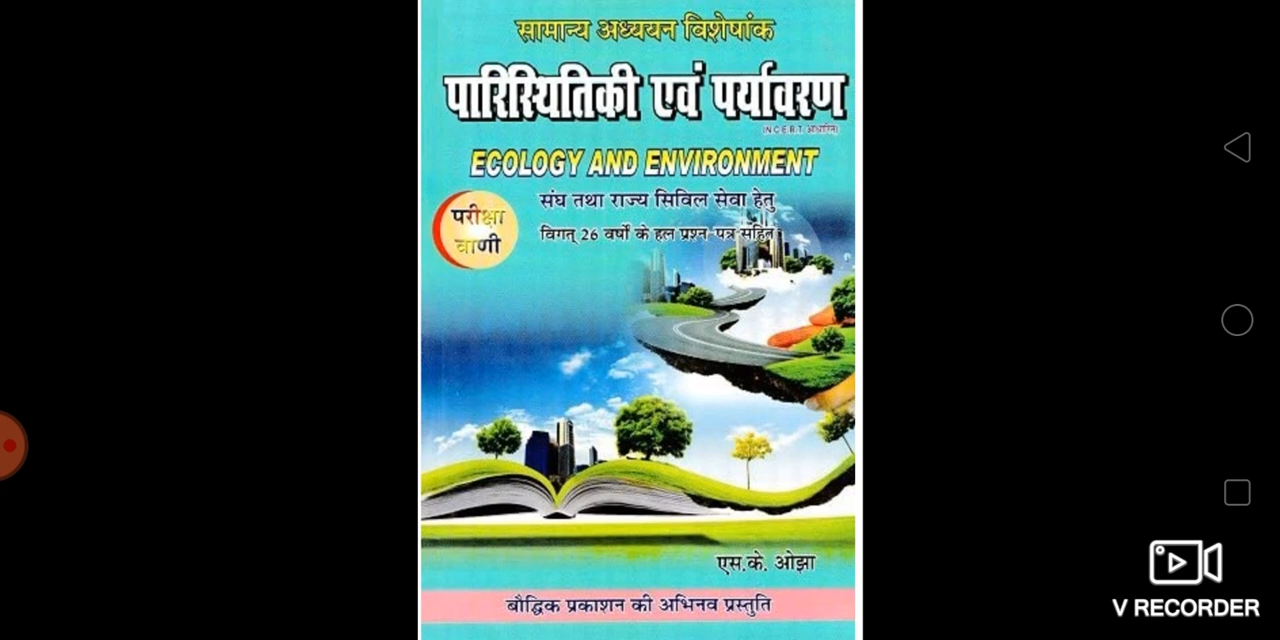 सामान्य अध्ययन विशेषांक
पारिस्थितिकी एवं पर्यावरण
(N.C.E.R.T. आधारित)
ECOLOGY AND ENVIRONMENT
संघ तथा राज्य सिविल सेवा हेतु
परीक्षा
वाणी
विगत् 26 वर्षों के हल प्रश्न-पत्र सहित
एस.के. ओझा
बौद्धिक प्रकाशन की अभिनव प्रस्तुति
V RECORDER